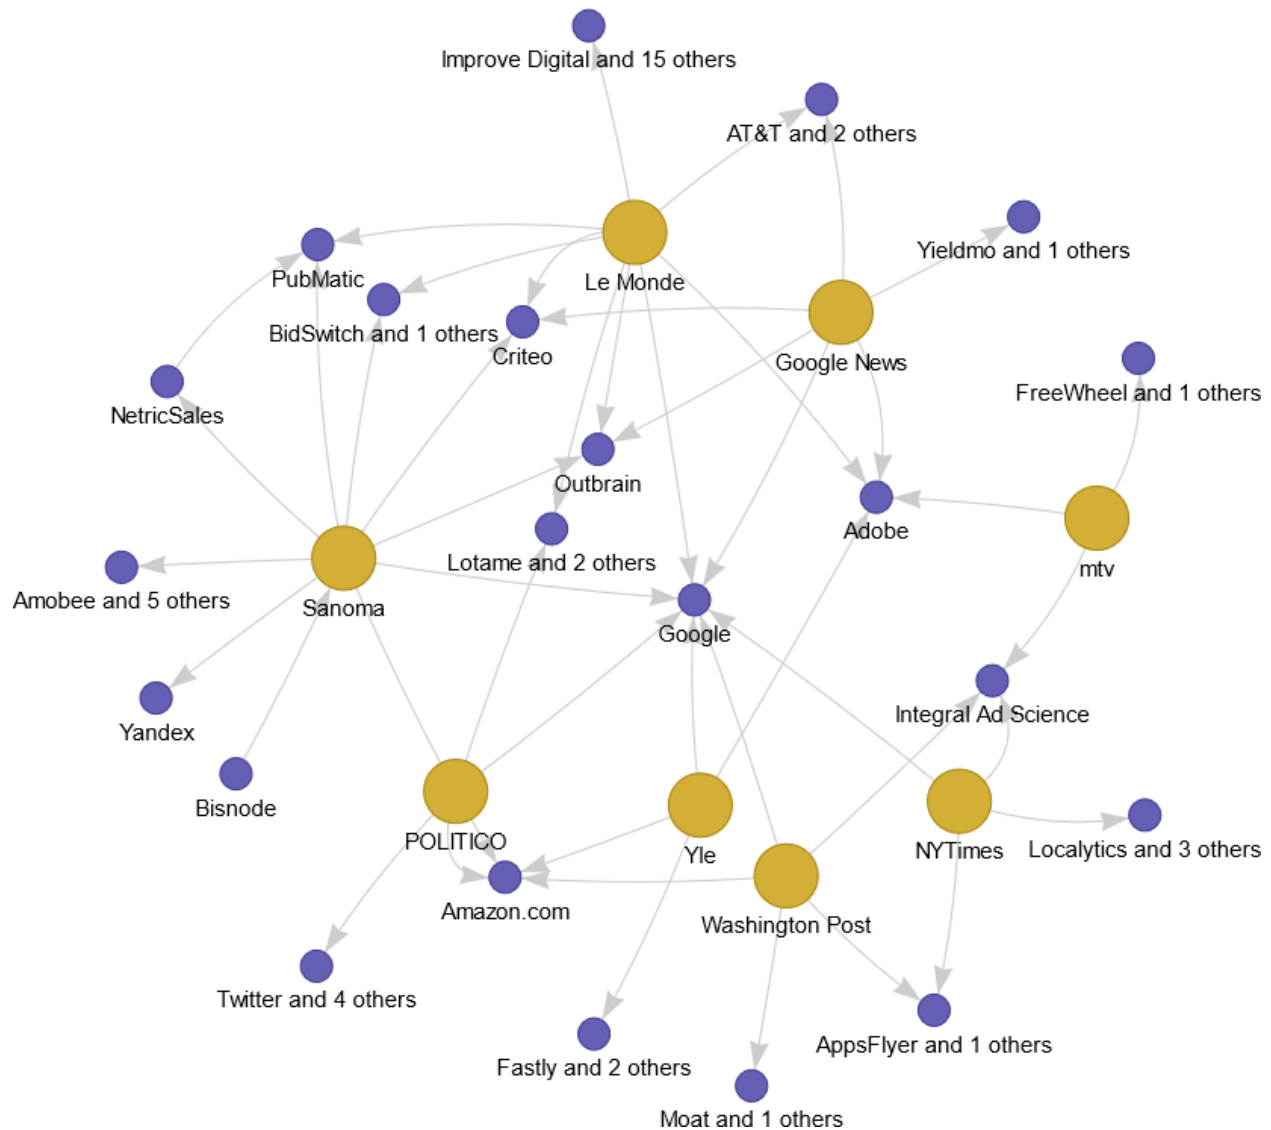 Improve Digital and 15 others
AT&T and 2 others
Yieldmo and 1 others
PubMatic
Le Monde
BidSwitch and 1 others
Criteo
Google News
FreeWheel and 1 others
NetricSales
Outbrain
Adobe
Lotame and 2 others
mtv
Amobee and 5 others
Sanoma
Google
Integral Ad Science
Yandex
Bisnode
POLITICO
Yle
NYTimes
Localytics and 3 others
Amazon.com
Washington Post
Twitter and 4 others
AppsFlyer and 1 others
Fastly and 2 others
Moat and 1 others